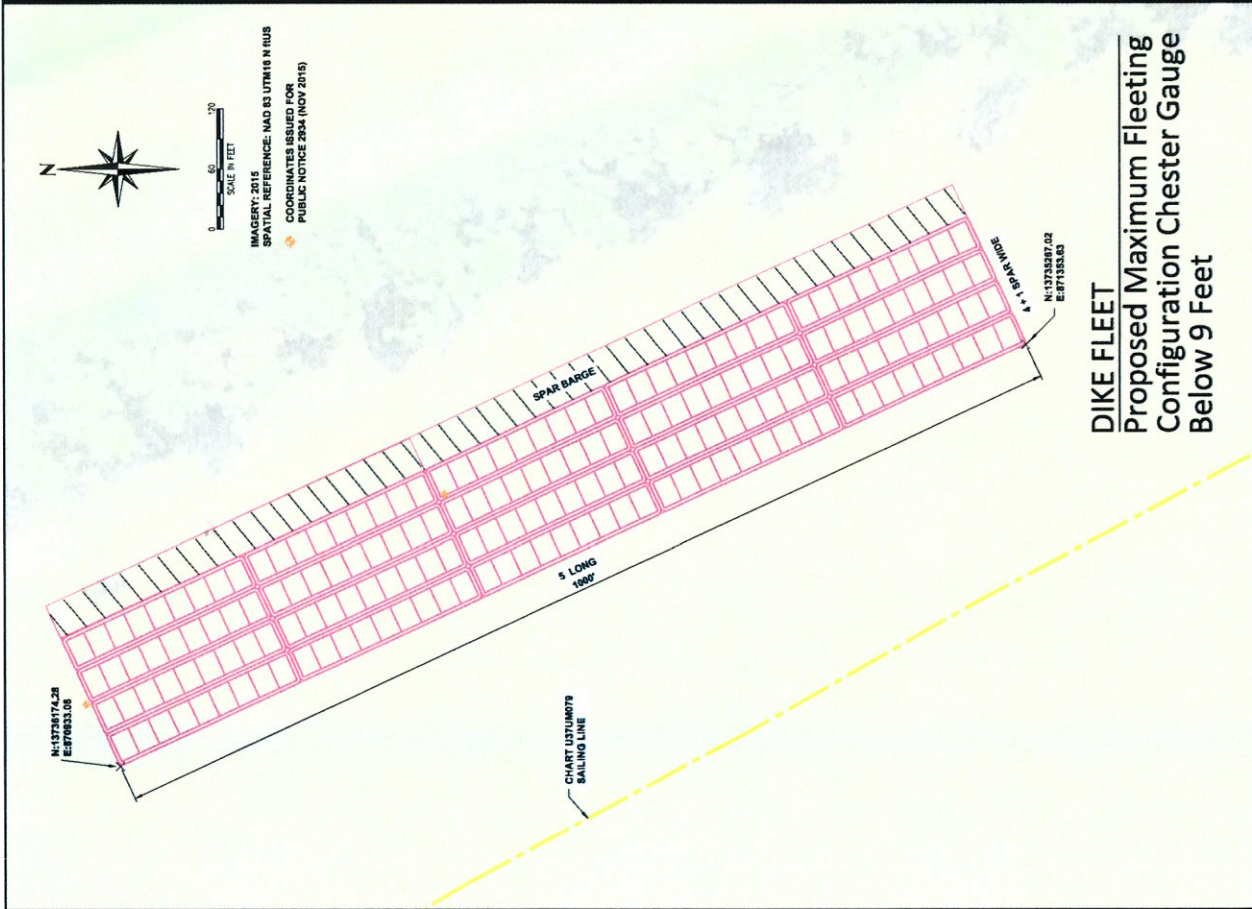 N
0 60 120
SCALE IN FEET
IMAGERY: 2015
SPATIAL REFERENCE: NAD 83 UTM16 N ftUS
COORDINATES ISSUED FOR
PUBLIC NOTICE 2934 (NOV 2015)
N:13736174.28
E:870933.05
SPAR BARGE
5 LONG
1000'
4 + 1 SPAR WIDE
N:13735267.02
E:871353.63
CHART U37UM079
SAILING LINE
DIKE FLEET
Proposed Maximum Fleeting
Configuration Chester Gauge
Below 9 Feet